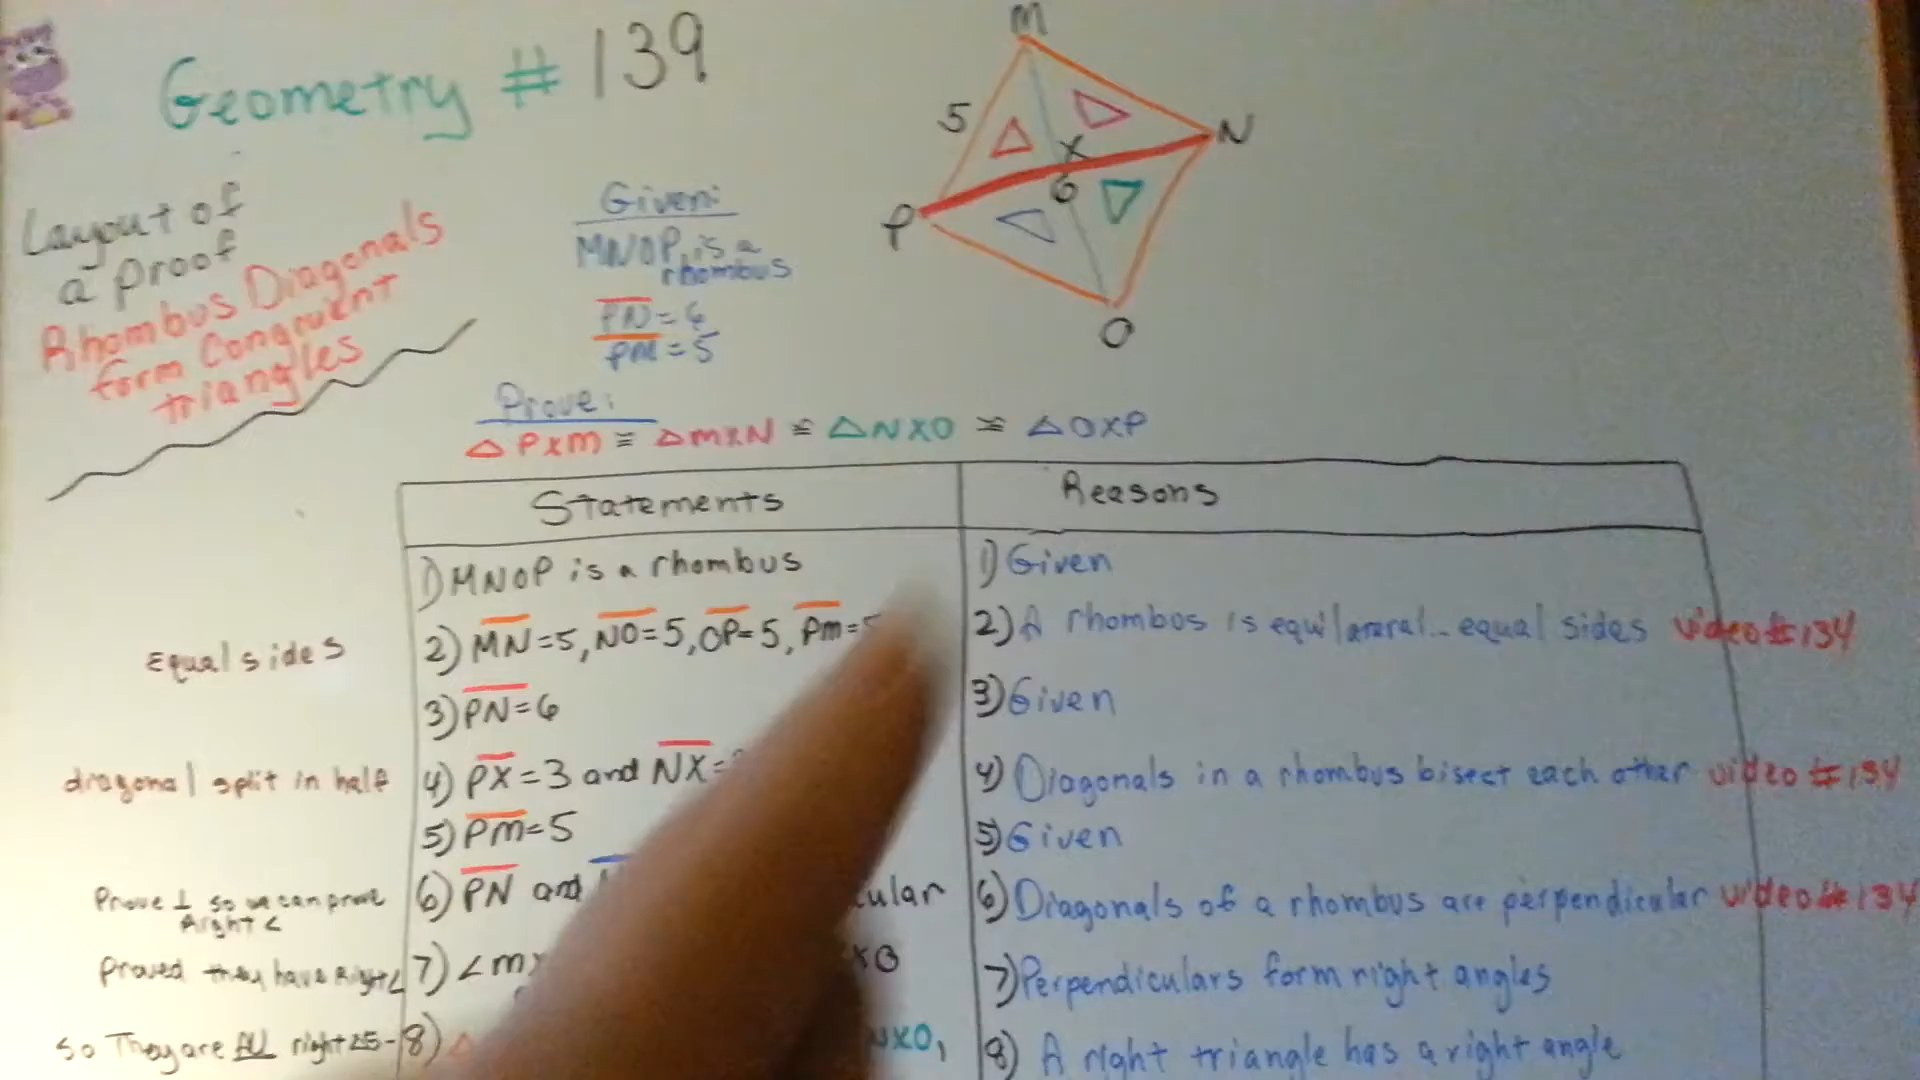 Geometry # 139
Layout of
a proof
Rhombus Diagonals
form Congruent
triangles
Given:
MNOP is a
rhombus
PN = 6
PM = 5
Prove:
△PXM ≅ △MXN ≅ △NXO ≅ △OXP
M
5
X
N
6
P
O
Statements
Reasons
1) MNOP is a rhombus
1) Given
Equal sides
2) MN=5, NO=5, OP=5, PM=5
2) A rhombos is equilateral.. equal sides video #134
3) PN=6
3) Given
diagonal split in half
4) PX=3 and NX=
4) Diagonals in a rhombus bisect each other video #134
5) PM=5
5) Given
Prove ⊥ so we can prove
Right <
6) PN and
6) Diagonals of a rhombus are perpendicular video #134
Proved they have Right<
7) <MX
XO
7) Perpendiculars form right angles
So They are ALL right △s -
8) △
NXO,
8) A right triangle has a right angle